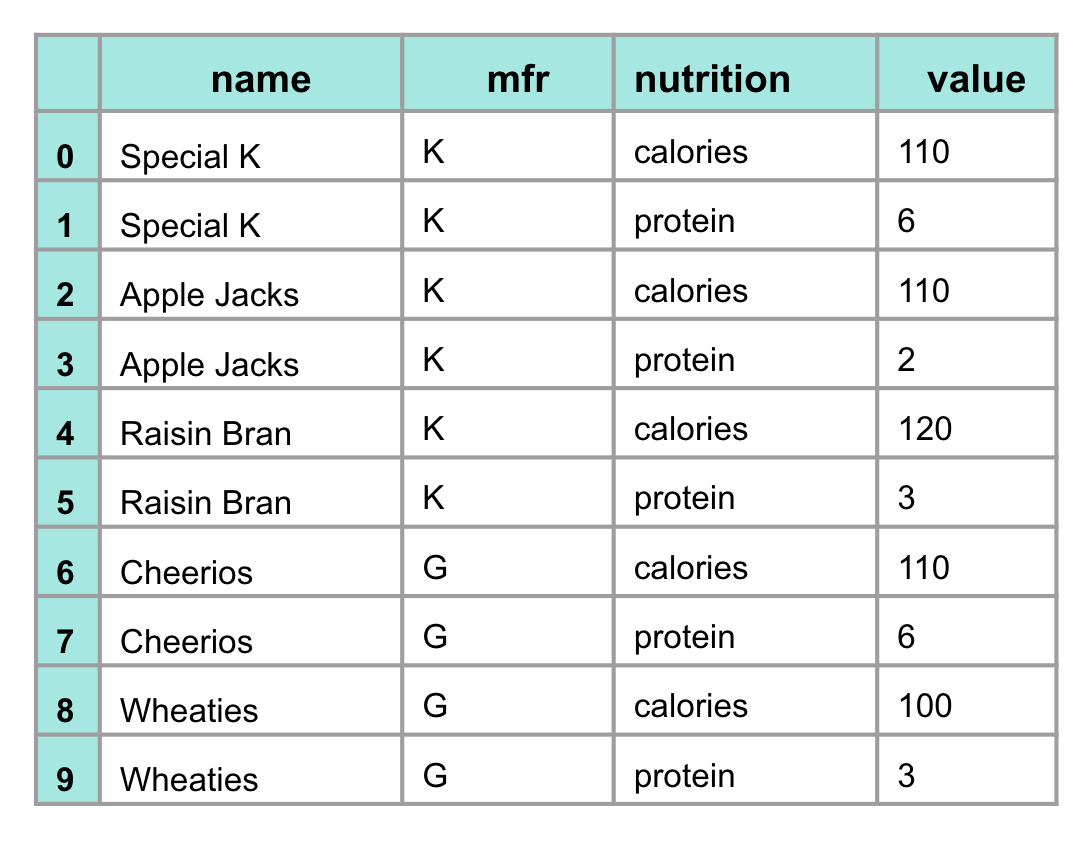 name mfr nutrition value
0 Special K K calories 110
1 Special K K protein 6
2 Apple Jacks K calories 110
3 Apple Jacks K protein 2
4 Raisin Bran K calories 120
5 Raisin Bran K protein 3
6 Cheerios G calories 110
7 Cheerios G protein 6
8 Wheaties G calories 100
9 Wheaties G protein 3